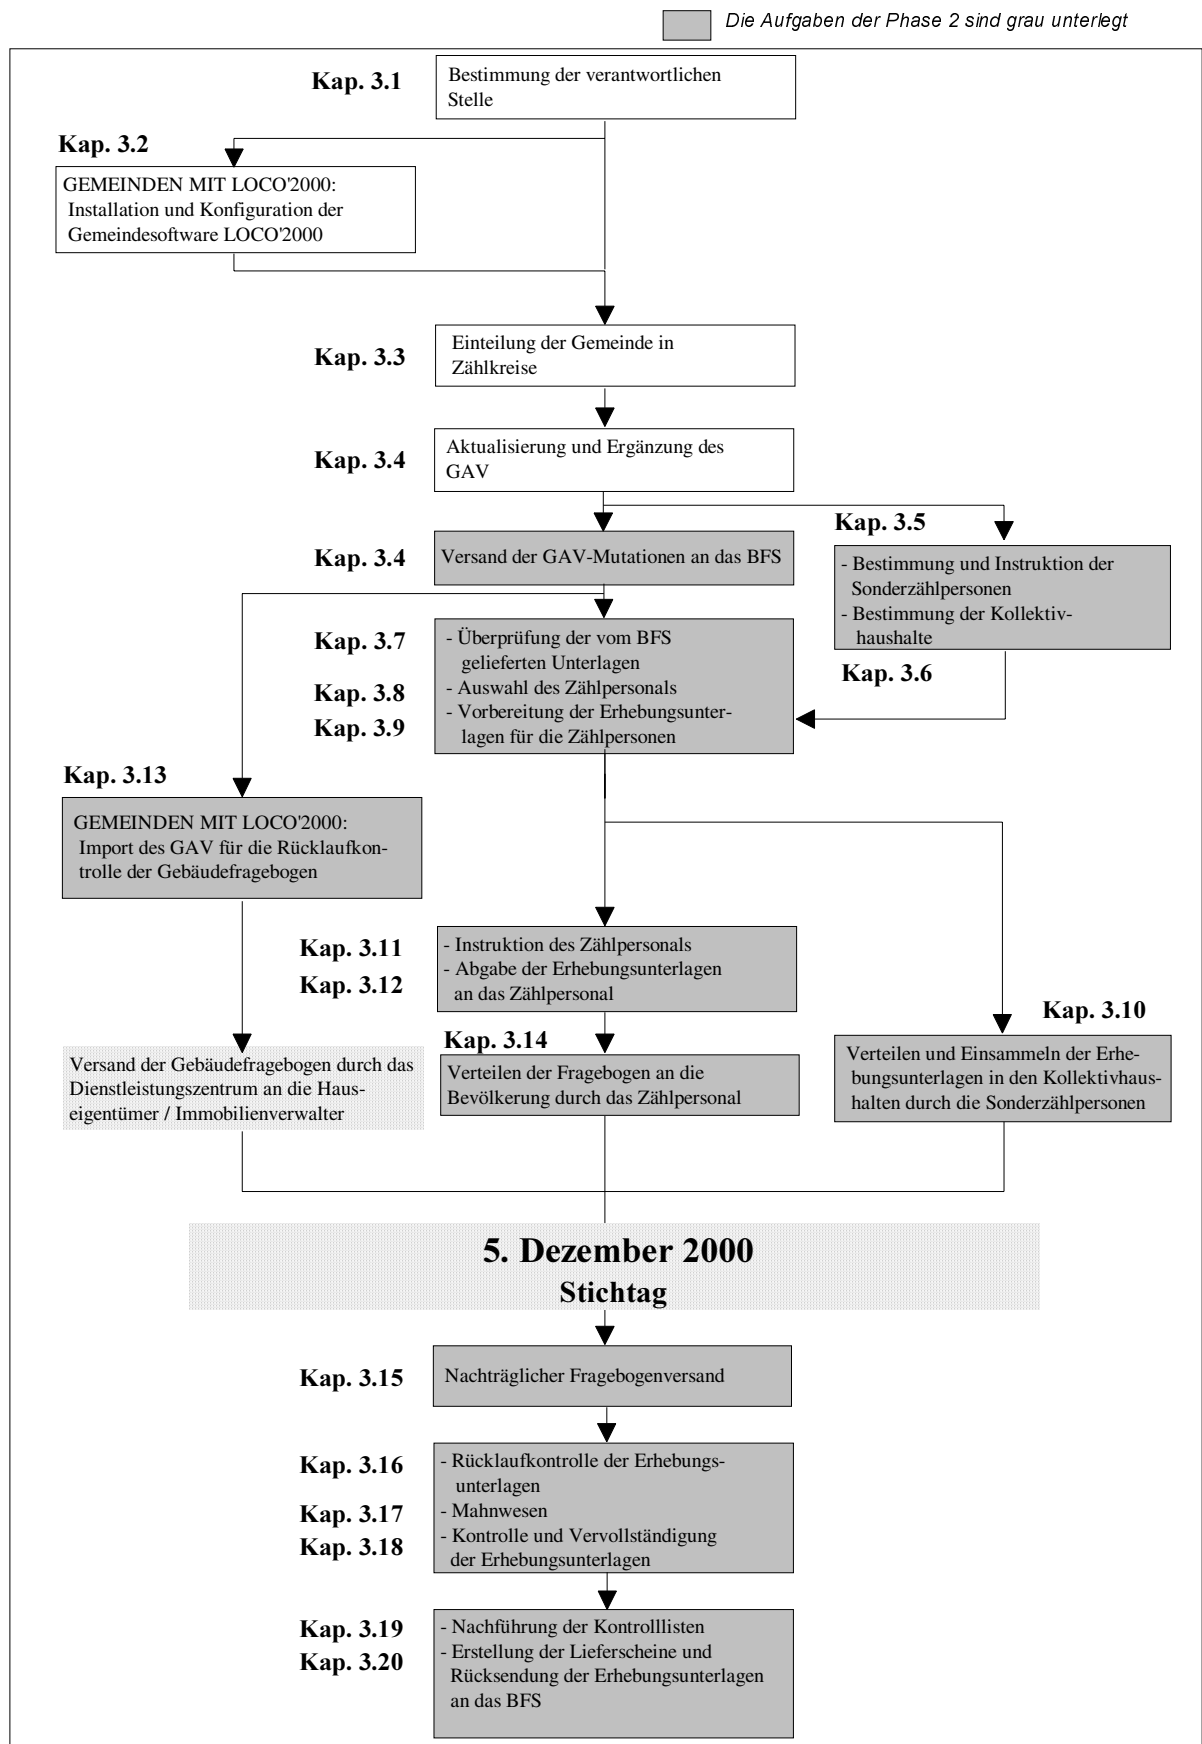 Die Aufgaben der Phase 2 sind grau unterlegt
Kap. 3.1
Bestimmung der verantwortlichen
Stelle
Kap. 3.2
GEMEINDEN MIT LOCO'2000:
Installation und Konfiguration der
Gemeindesoftware LOCO'2000
Kap. 3.3
Einteilung der Gemeinde in
Zählkreise
Kap. 3.4
Aktualisierung und Ergänzung des
GAV
Kap. 3.4
Versand der GAV-Mutationen an das BFS
Kap. 3.5
- Bestimmung und Instruktion der
Sonderzählpersonen
- Bestimmung der Kollektiv-
haushalte
Kap. 3.6
Kap. 3.7
- Überprüfung der vom BFS
gelieferten Unterlagen
Kap. 3.8
- Auswahl des Zählpersonals
Kap. 3.9
- Vorbereitung der Erhebungsunter-
lagen für die Zählpersonen
Kap. 3.13
GEMEINDEN MIT LOCO'2000:
Import des GAV für die Rücklaufkon-
trolle der Gebäudefragebogen
Kap. 3.11
- Instruktion des Zählpersonals
Kap. 3.12
- Abgabe der Erhebungsunterlagen
an das Zählpersonal
Kap. 3.10
Verteilen und Einsammeln der Erhe-
bungsunterlagen in den Kollektivhaus-
halten durch die Sonderzählpersonen
Kap. 3.14
Verteilen der Fragebogen an die
Bevölkerung durch das Zählpersonal
Versand der Gebäudefragebogen durch das
Dienstleistungszentrum an die Haus-
eigentümer / Immobilienverwalter
5. Dezember 2000
Stichtag
Kap. 3.15
Nachträglicher Fragebogenversand
Kap. 3.16
- Rücklaufkontrolle der Erhebungs-
unterlagen
Kap. 3.17
- Mahnwesen
Kap. 3.18
- Kontrolle und Vervollständigung
der Erhebungsunterlagen
Kap. 3.19
- Nachführung der Kontrolllisten
Kap. 3.20
- Erstellung der Lieferscheine und
Rücksendung der Erhebungsunterlagen
an das BFS